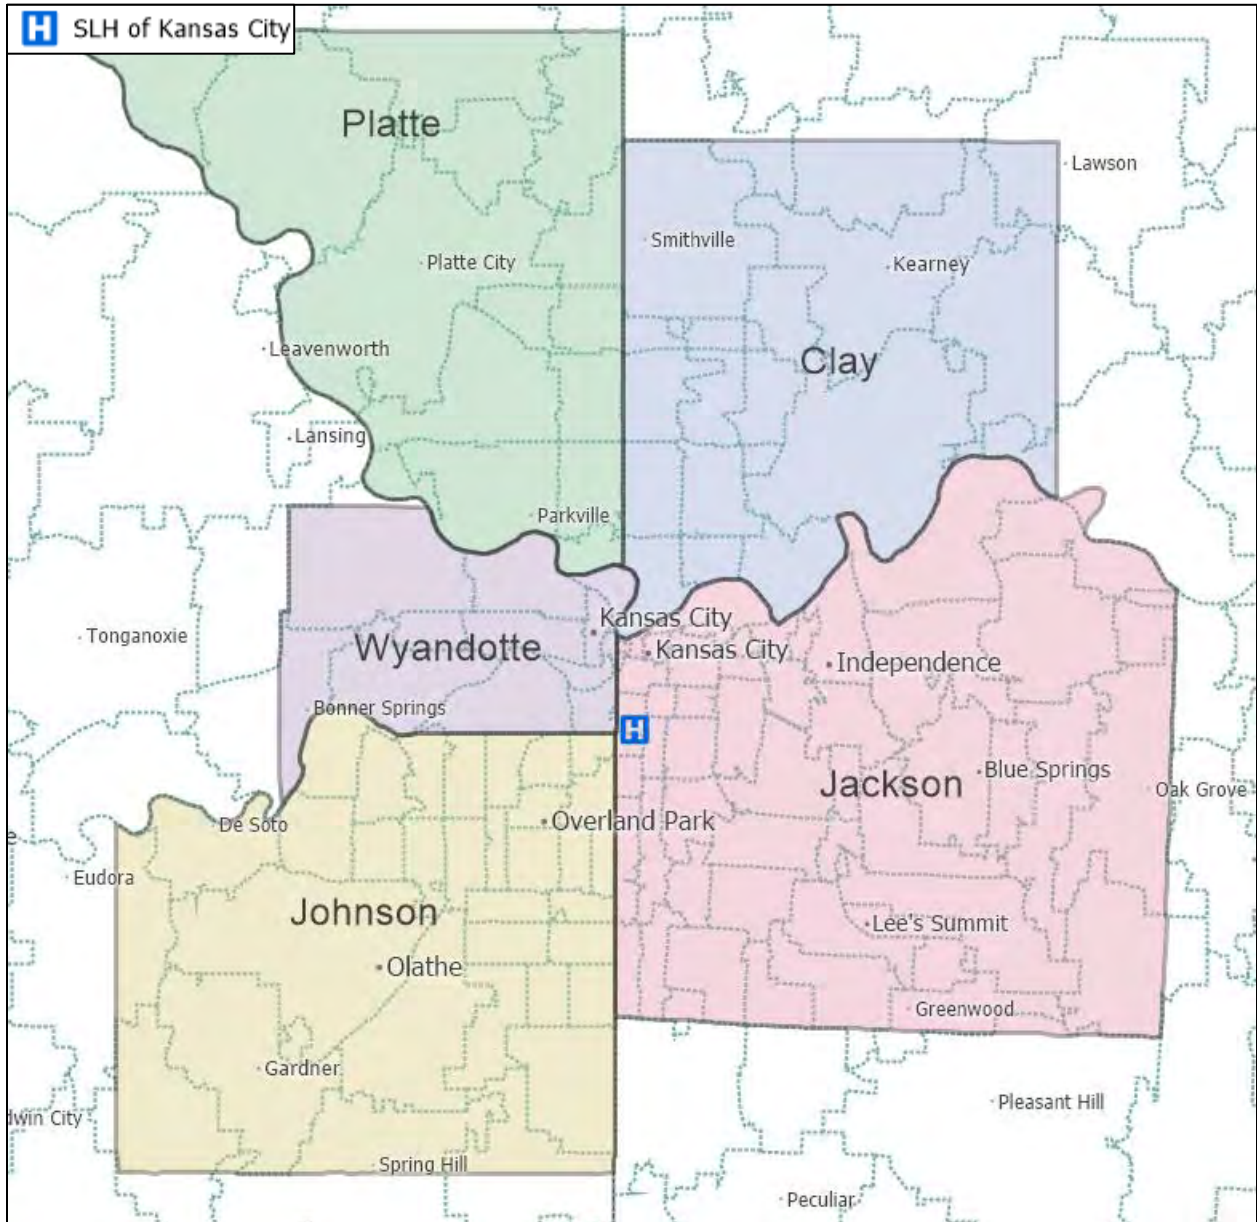 H SLH of Kansas City
Platte
Lawson
Smithville
Platte City
Kearney
Leavenworth
Clay
Lansing
Parkville
Kansas City
Tonganoxie
Wyandotte
Kansas City
Independence
Bonner Springs
H
Blue Springs
Jackson
Oak Grove
De Soto
Overland Park
Eudora
Johnson
Lee's Summit
Olathe
Greenwood
Gardner
Pleasant Hill
dwin City
Spring Hill
Peculiar